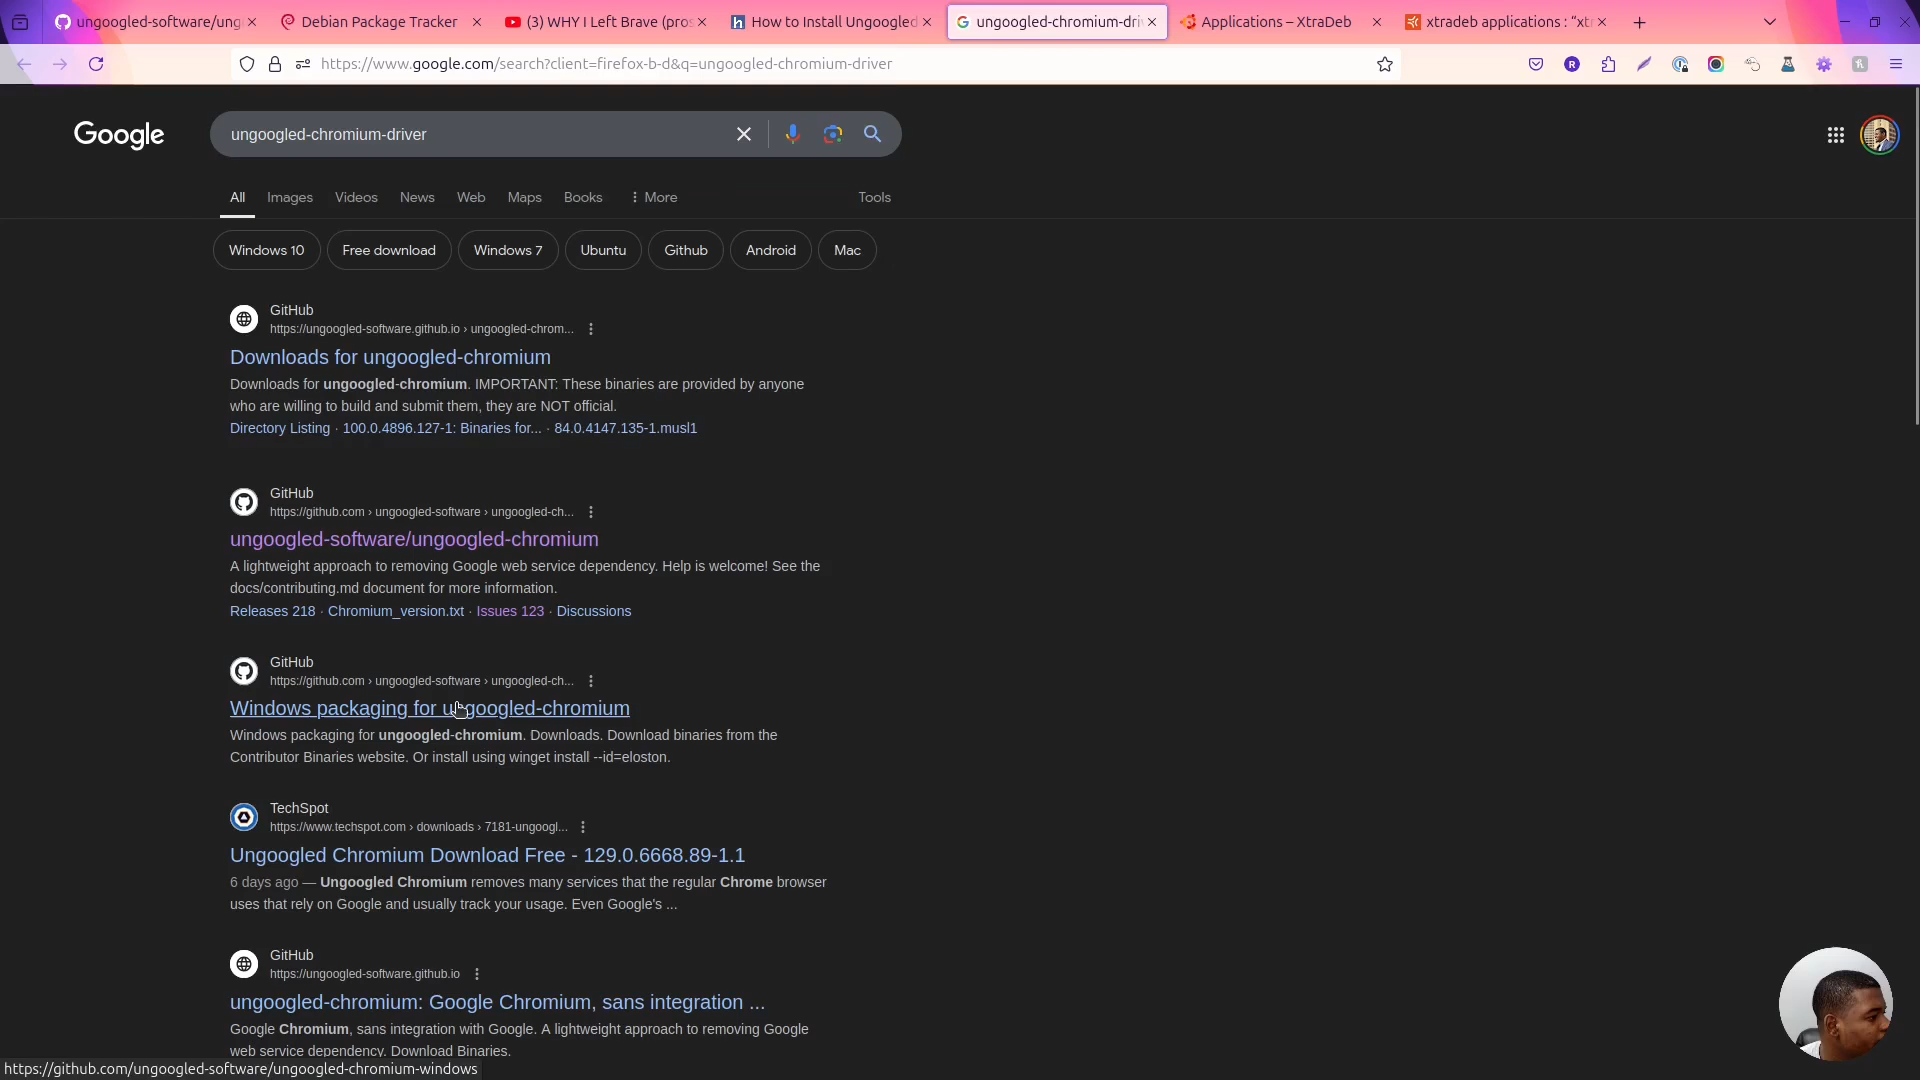 ungoogled-software/ung
Debian Package Tracker
(3) WHY I Left Brave (pros
How to Install Ungoogled
ungoogled-chromium-dri
Applications – XtraDeb
xtradeb applications : “xt
https://www.google.com/search?client=firefox-b-d&q=ungoogled-chromium-driver
Google
ungoogled-chromium-driver
All Images Videos News Web Maps Books More Tools
Windows 10 Free download Windows 7 Ubuntu Github Android Mac
GitHub
https://ungoogled-software.github.io › ungoogled-chrom...
Downloads for ungoogled-chromium
Downloads for ungoogled-chromium. IMPORTANT: These binaries are provided by anyone
who are willing to build and submit them, they are NOT official.
Directory Listing · 100.0.4896.127-1: Binaries for... · 84.0.4147.135-1.musl1
GitHub
https://github.com › ungoogled-software › ungoogled-ch...
ungoogled-software/ungoogled-chromium
A lightweight approach to removing Google web service dependency. Help is welcome! See the
docs/contributing.md document for more information.
Releases 218 · Chromium_version.txt · Issues 123 · Discussions
GitHub
https://github.com › ungoogled-software › ungoogled-ch...
Windows packaging for ungoogled-chromium
Windows packaging for ungoogled-chromium. Downloads. Download binaries from the
Contributor Binaries website. Or install using winget install --id=eloston.
TechSpot
https://www.techspot.com › downloads › 7181-ungoogl...
Ungoogled Chromium Download Free - 129.0.6668.89-1.1
6 days ago — Ungoogled Chromium removes many services that the regular Chrome browser
uses that rely on Google and usually track your usage. Even Google's ...
GitHub
https://ungoogled-software.github.io
ungoogled-chromium: Google Chromium, sans integration ...
Google Chromium, sans integration with Google. A lightweight approach to removing Google
web service dependency. Download Binaries.
https://github.com/ungoogled-software/ungoogled-chromium-windows